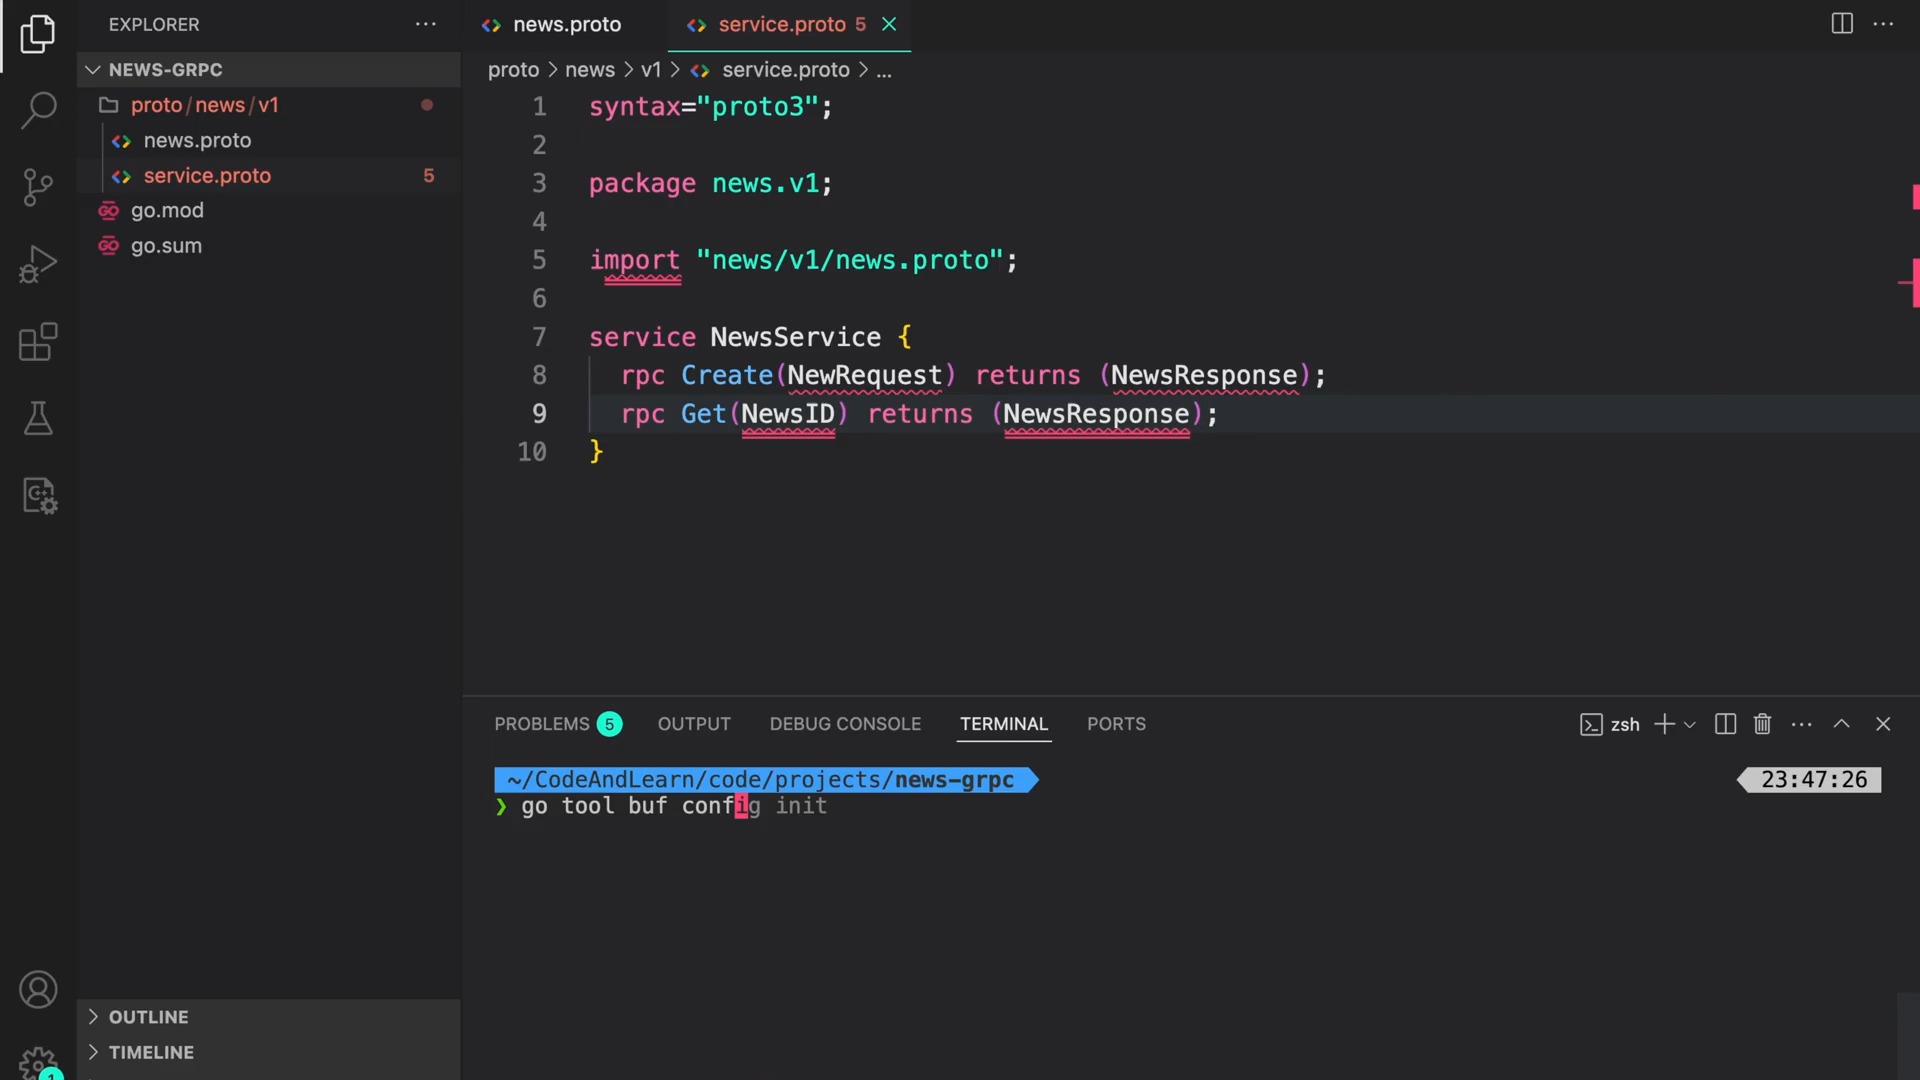 EXPLORER
NEWS-GRPC
proto/news/v1
news.proto
service.proto 5
go.mod
go.sum
OUTLINE
TIMELINE
1
news.proto
service.proto 5
proto > news > v1 > service.proto > ...
1 syntax="proto3";
2
3 package news.v1;
4
5 import "news/v1/news.proto";
6
7 service NewsService {
8 rpc Create(NewRequest) returns (NewsResponse);
9 rpc Get(NewsID) returns (NewsResponse);
10 }
PROBLEMS 5 OUTPUT DEBUG CONSOLE TERMINAL PORTS
zsh
~/CodeAndLearn/code/projects/news-grpc 23:47:26
❯ go tool buf config init